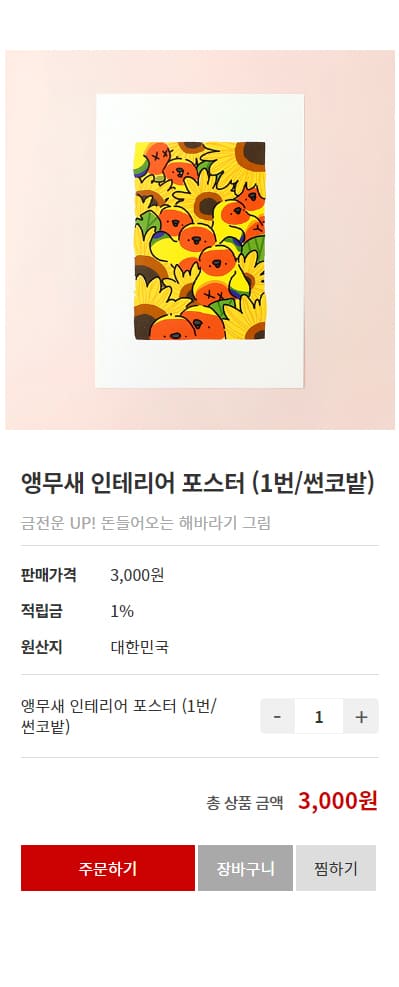 앵무새 인테리어 포스터 (1번/썬코밭)
금전운 UP! 돈들어오는 해바라기 그림
판매가격 3,000원
적립금 1%
원산지 대한민국
앵무새 인테리어 포스터 (1번/
썬코밭)
- 1 +
총 상품 금액 3,000원
주문하기 장바구니 찜하기